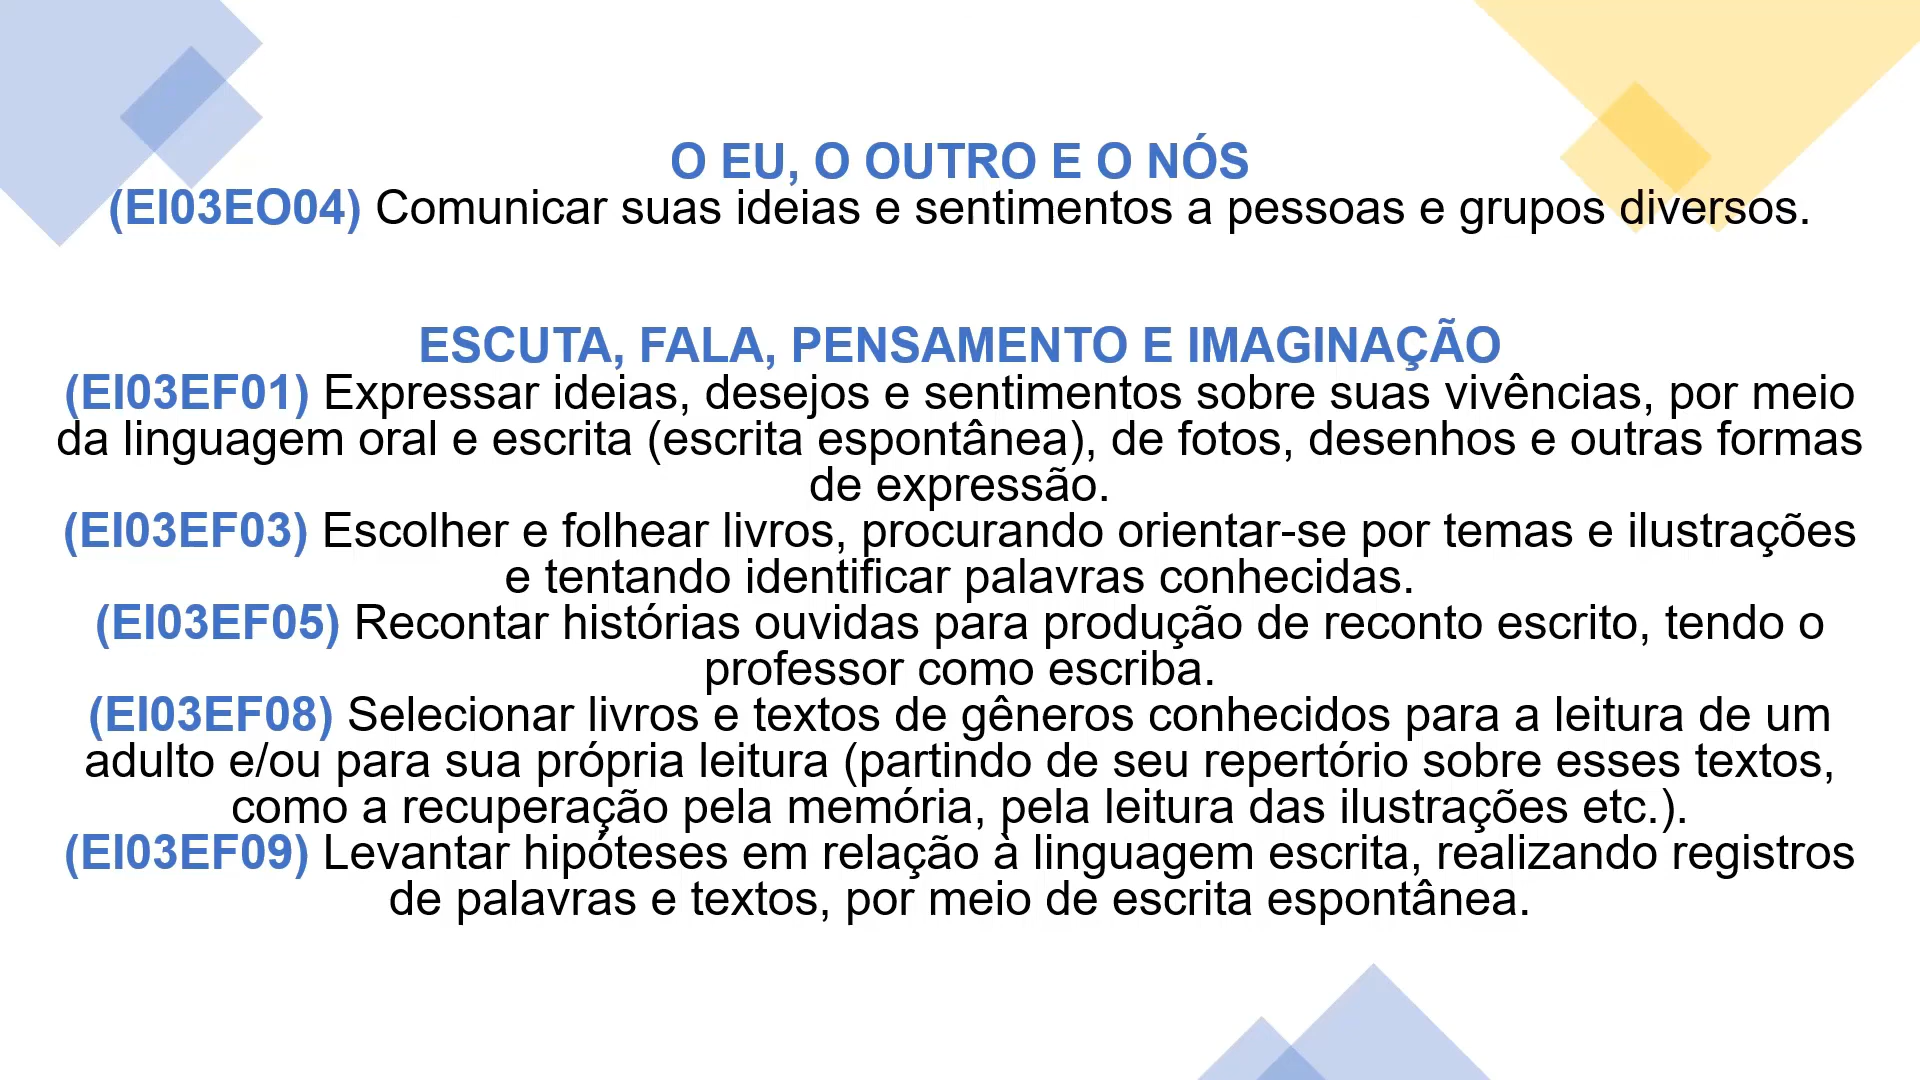 O EU, O OUTRO E O NÓS
(EI03EO04) Comunicar suas ideias e sentimentos a pessoas e grupos diversos.
ESCUTA, FALA, PENSAMENTO E IMAGINAÇÃO
(EI03EF01) Expressar ideias, desejos e sentimentos sobre suas vivências, por meio
da linguagem oral e escrita (escrita espontânea), de fotos, desenhos e outras formas
de expressão.
(EI03EF03) Escolher e folhear livros, procurando orientar-se por temas e ilustrações
e tentando identificar palavras conhecidas.
(EI03EF05) Recontar histórias ouvidas para produção de reconto escrito, tendo o
professor como escriba.
(EI03EF08) Selecionar livros e textos de gêneros conhecidos para a leitura de um
adulto e/ou para sua própria leitura (partindo de seu repertório sobre esses textos,
como a recuperação pela memória, pela leitura das ilustrações etc.).
(EI03EF09) Levantar hipóteses em relação à linguagem escrita, realizando registros
de palavras e textos, por meio de escrita espontânea.